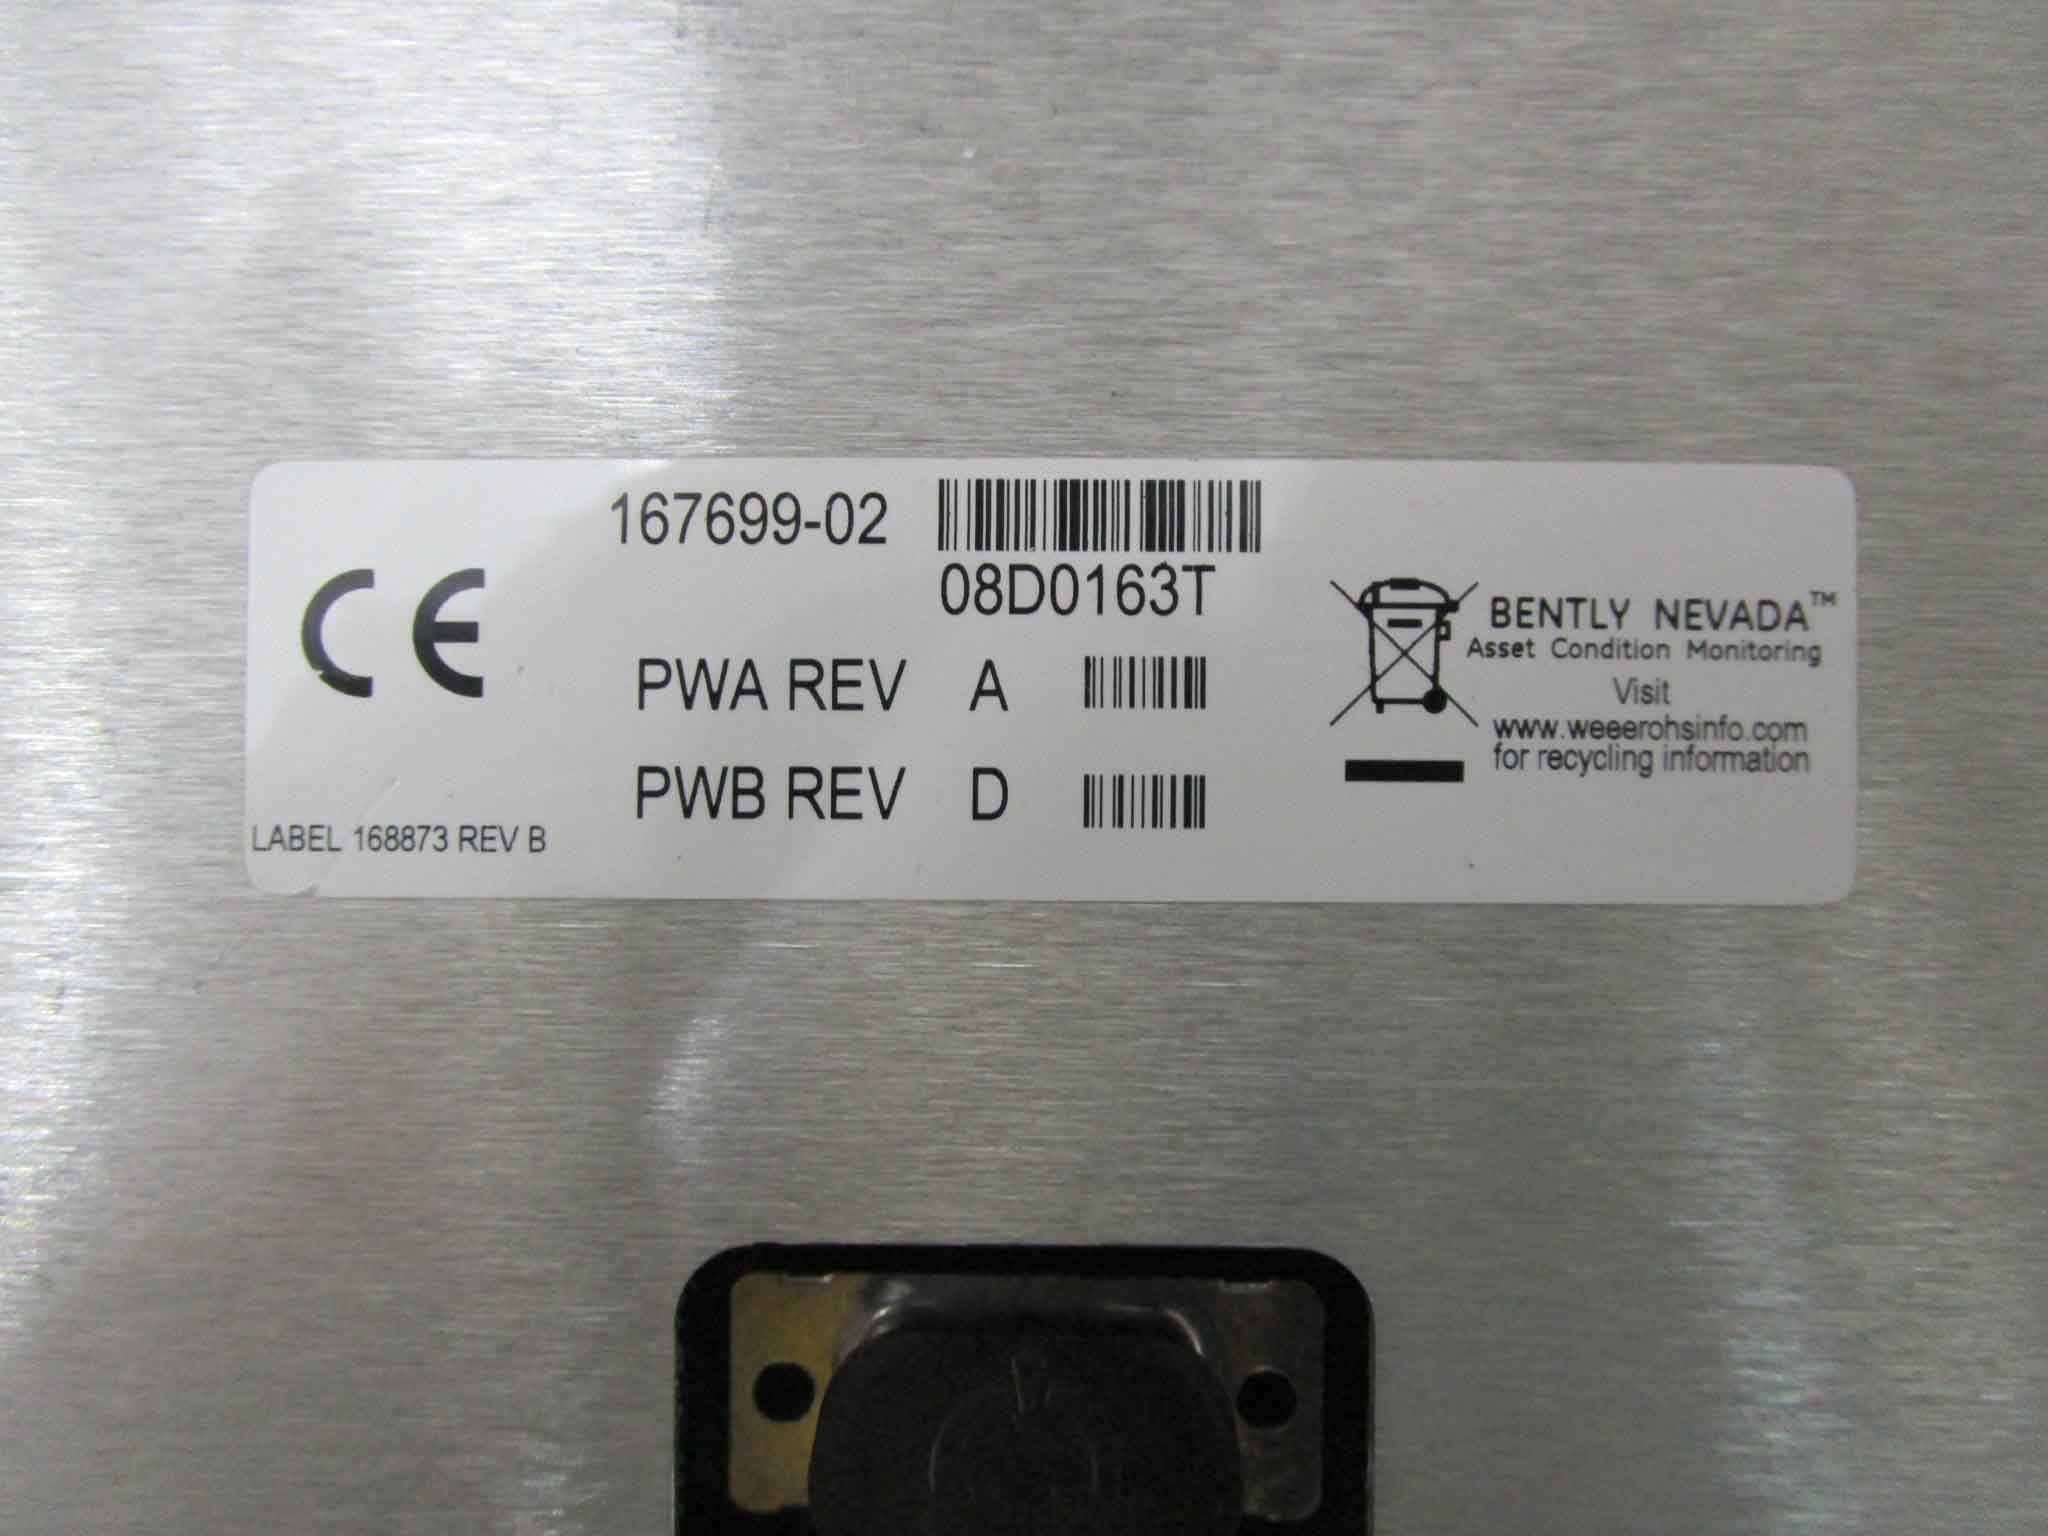 167699-02
08D0163T
CE
PWA REV A
PWB REV D
LABEL 168873 REV B
BENTLY NEVADA™
Asset Condition Monitoring
Visit
www.weeerohsinfo.com
for recycling information